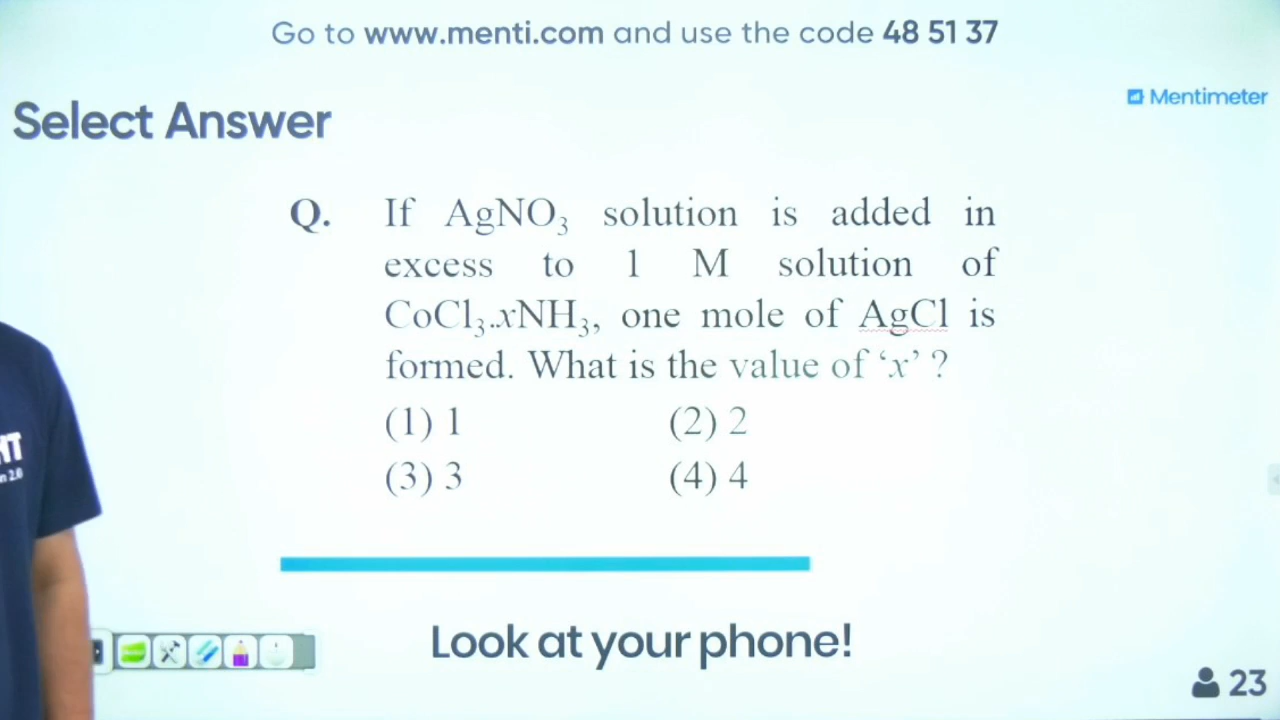 Go to www.menti.com and use the code 48 51 37
Mentimeter
Select Answer
Q. If AgNO₃ solution is added in
excess to 1 M solution of
CoCl₃.xNH₃, one mole of AgCl is
formed. What is the value of ‘x’ ?
(1) 1 (2) 2
(3) 3 (4) 4
Look at your phone!
23